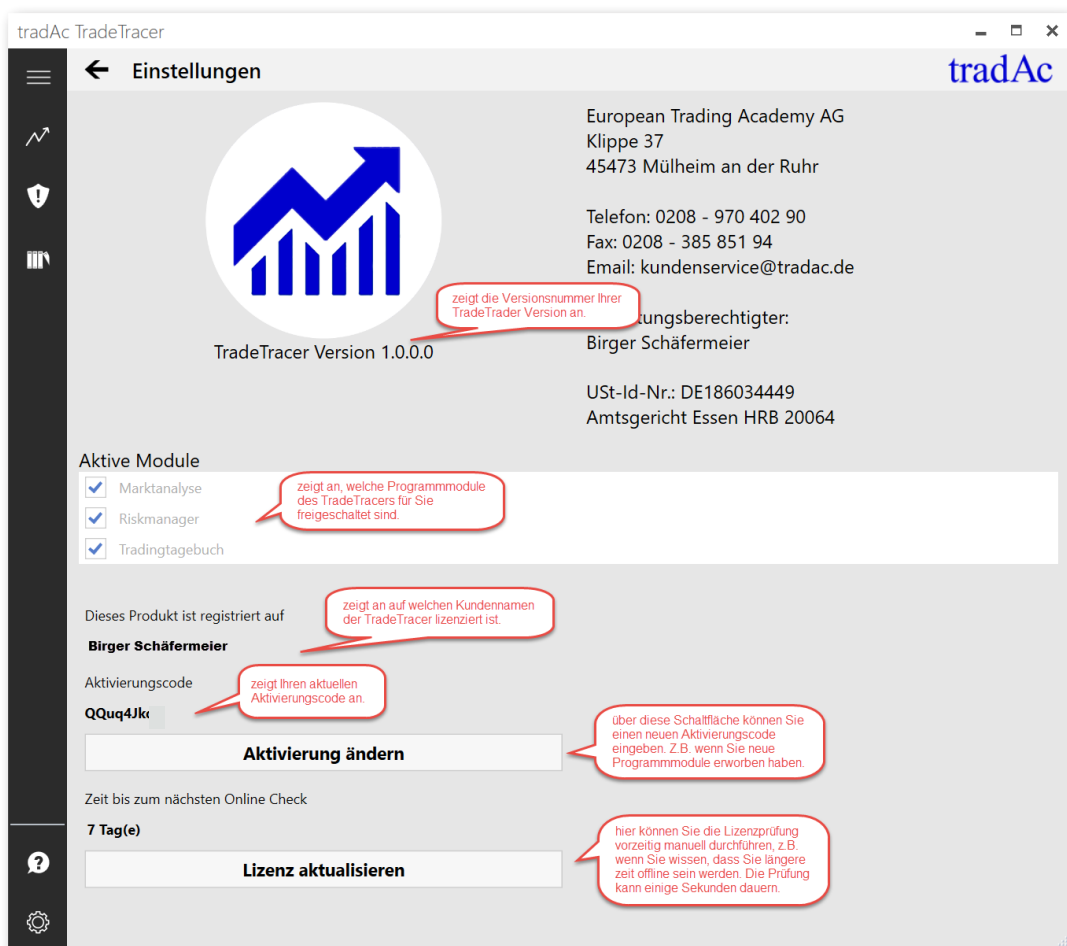 tradAc TradeTracer
Einstellungen
tradAc
European Trading Academy AG
Klippe 37
45473 Mülheim an der Ruhr
Telefon: 0208 - 970 402 90
Fax: 0208 - 385 851 94
Email: kundenservice@tradac.de
zeigt die Versionsnummer Ihrer
TradeTrader Version an.
tungsberechtigter:
Birger Schäfermeier
TradeTracer Version 1.0.0.0
USt-Id-Nr.: DE186034449
Amtsgericht Essen HRB 20064
Aktive Module
Marktanalyse
Riskmanager
Tradingtagebuch
zeigt an, welche Programmmodule
des TradeTracers für Sie
freigeschaltet sind.
Dieses Produkt ist registriert auf
Birger Schäfermeier
zeigt an auf welchen Kundennamen
der TradeTracer lizenziert ist.
Aktivierungscode
QQuq4Jk
zeigt Ihren aktuellen
Aktivierungscode an.
Aktivierung ändern
über diese Schaltfläche können Sie
einen neuen Aktivierungscode
eingeben. Z.B. wenn Sie neue
Programmmodule erworben haben.
Zeit bis zum nächsten Online Check
7 Tag(e)
Lizenz aktualisieren
hier können Sie die Lizenzprüfung
vorzeitig manuell durchführen, z.B.
wenn Sie wissen, dass Sie längere
zeit offline sein werden. Die Prüfung
kann einige Sekunden dauern.